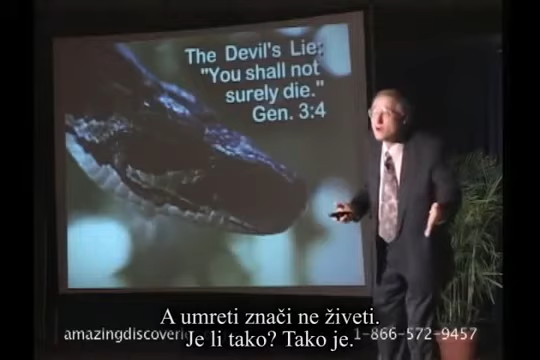 The Devil's Lie:
"You shall not
surely die."
Gen. 3:4
A umreti znači ne živeti.
amazingdiscoveri
Je li tako? Tako je.
1-866-572-9457